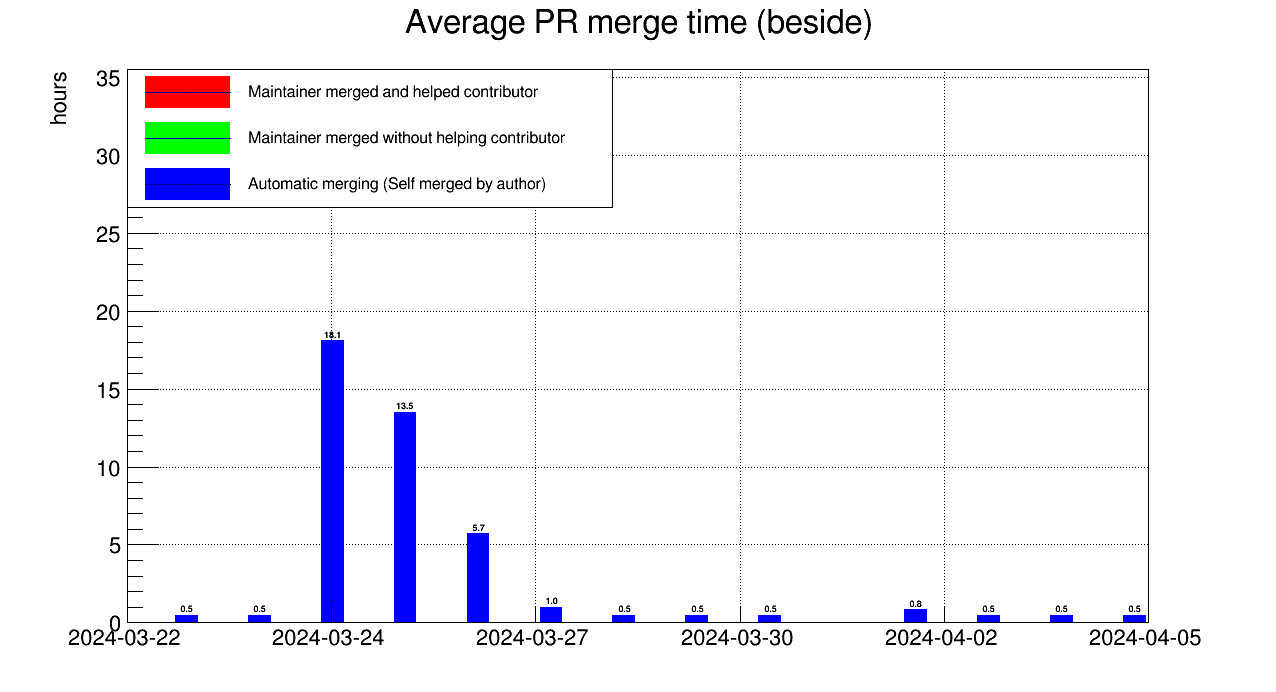 Average PR merge time (beside)
hours
35
30
25
20
15
10
5
0
Maintainer merged and helped contributor
Maintainer merged without helping contributor
Automatic merging (Self merged by author)
0.5 0.5 18.1 13.5 5.7 1.0 0.5 0.5 0.5 0.8 0.5 0.5 0.5
2024-03-22 2024-03-24 2024-03-27 2024-03-30 2024-04-02 2024-04-05